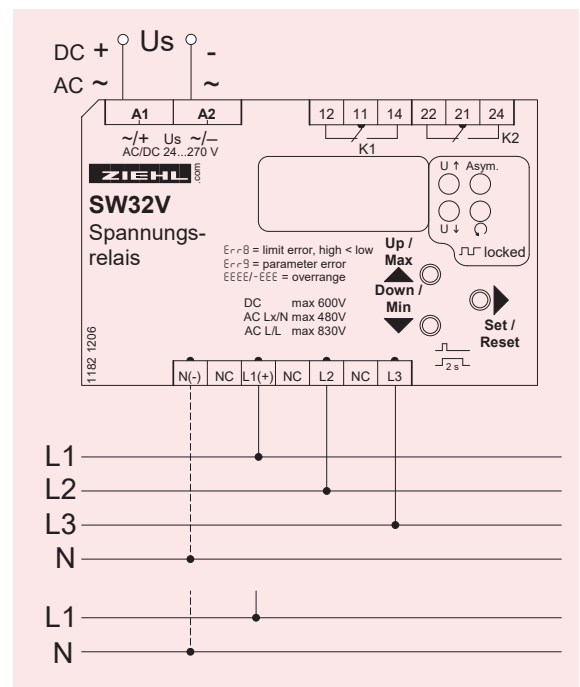 DC + Us -
AC ~ ~
A1 A2
~/+ Us ~/–
AC/DC 24...270 V
12 11 14 22 21 24
K1 K2
ZIEHL .com
U ↑ Asym.
U ↓
locked
SW32V
Spannungs-
relais
Err8 = limit error, high < low
Err9 = parameter error
EEEE/-EEE = overrange
Up /
Max
Down /
Min
DC max 600V
AC Lx/N max 480V
AC L/L max 830V
Set /
Reset
2 s
1182 1206
N(-) NC L1(+) NC L2 NC L3
L1
L2
L3
N
L1
N